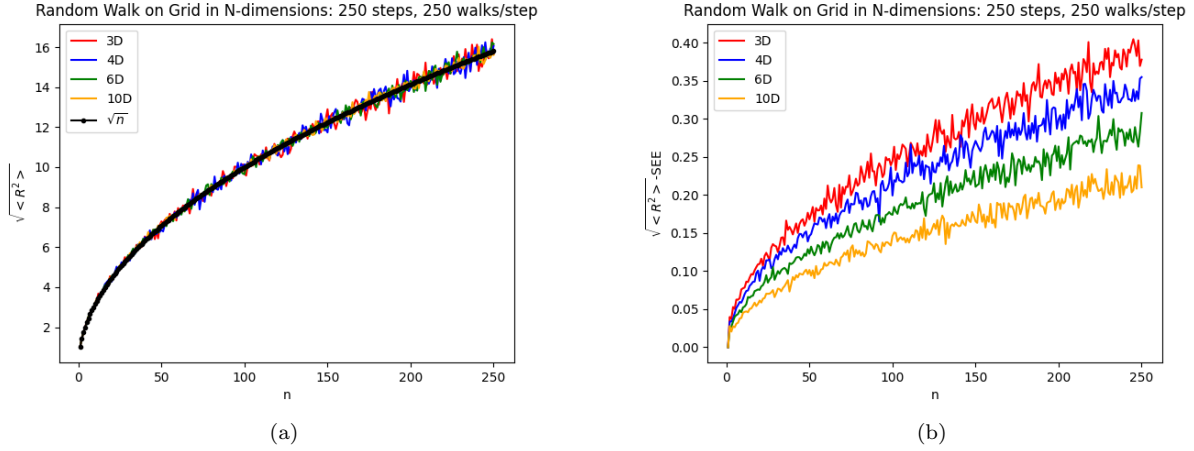 Random Walk on Grid in N-dimensions: 250 steps, 250 walks/step
3D
4D
6D
10D
√n
√<R²>
16
14
12
10
8
6
4
2
0
50
100
150
200
250
n
(a)
Random Walk on Grid in N-dimensions: 250 steps, 250 walks/step
3D
4D
6D
10D
√<R²>-SEE
0.40
0.35
0.30
0.25
0.20
0.15
0.10
0.05
0.00
0
50
100
150
200
250
n
(b)